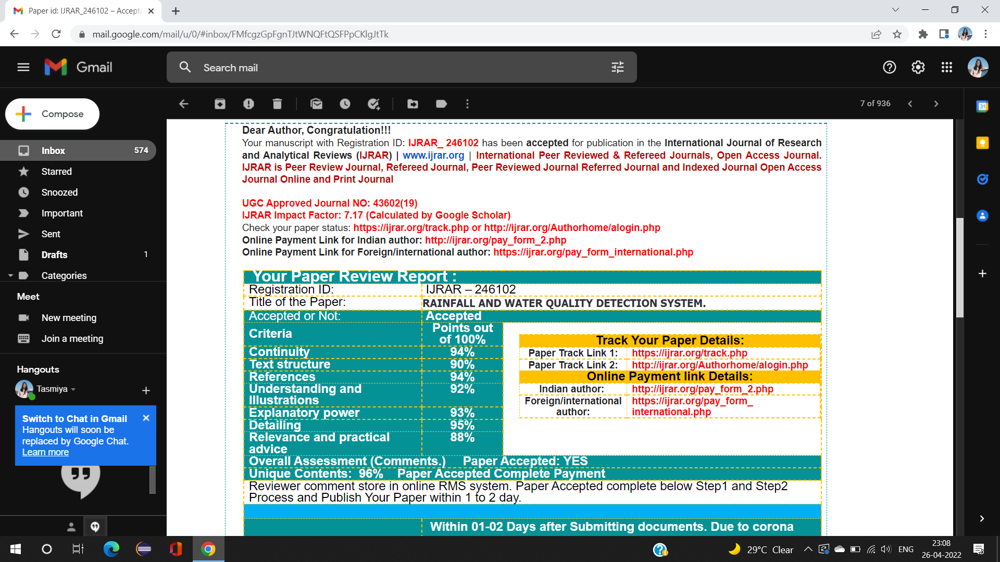 Paper id: IJRAR_246102 – Accepta
mail.google.com/mail/u/0/#inbox/FMfcgzGpFgnTJtWNQFtQSFPpCKlgJtTk
Gmail
Search mail
Compose
7 of 936
31
Inbox 574
Starred
Snoozed
Important
Sent
Drafts 1
Categories
Meet
New meeting
Join a meeting
Hangouts
Tasmiya
Switch to Chat in Gmail
Hangouts will soon be
replaced by Google Chat.
Learn more
Dear Author, Congratulation!!!
Your manuscript with Registration ID: IJRAR_ 246102 has been accepted for publication in the International Journal of Research
and Analytical Reviews (IJRAR) | www.ijrar.org | International Peer Reviewed & Refereed Journals, Open Access Journal.
IJRAR is Peer Review Journal, Refereed Journal, Peer Reviewed Journal Referred Journal and Indexed Journal Open Access
Journal Online and Print Journal
UGC Approved Journal NO: 43602(19)
IJRAR Impact Factor: 7.17 (Calculated by Google Scholar)
Check your paper status: https://ijrar.org/track.php or http://ijrar.org/Authorhome/alogin.php
Online Payment Link for Indian author: http://ijrar.org/pay_form_2.php
Online Payment Link for Foreign/international author: https://ijrar.org/pay_form_international.php
Your Paper Review Report :
Registration ID: IJRAR – 246102
Title of the Paper: RAINFALL AND WATER QUALITY DETECTION SYSTEM.
Accepted or Not: Accepted
Criteria Points out
of 100%
Continuity 94%
Text structure 90%
References 94%
Understanding and 92%
Illustrations
Explanatory power 93%
Detailing 95%
Relevance and practical 88%
advice
Track Your Paper Details:
Paper Track Link 1: https://ijrar.org/track.php
Paper Track Link 2: http://ijrar.org/Authorhome/alogin.php
Online Payment link Details:
Indian author: http://ijrar.org/pay_form_2.php
Foreign/international https://ijrar.org/pay_form_
author: international.php
Overall Assessment (Comments.) Paper Accepted: YES
Unique Contents: 96% Paper Accepted Complete Payment
Reviewer comment store in online RMS system. Paper Accepted complete below Step1 and Step2
Process and Publish Your Paper within 1 to 2 day.
Within 01-02 Days after Submitting documents. Due to corona
29°C Clear
ENG
23:08
26-04-2022